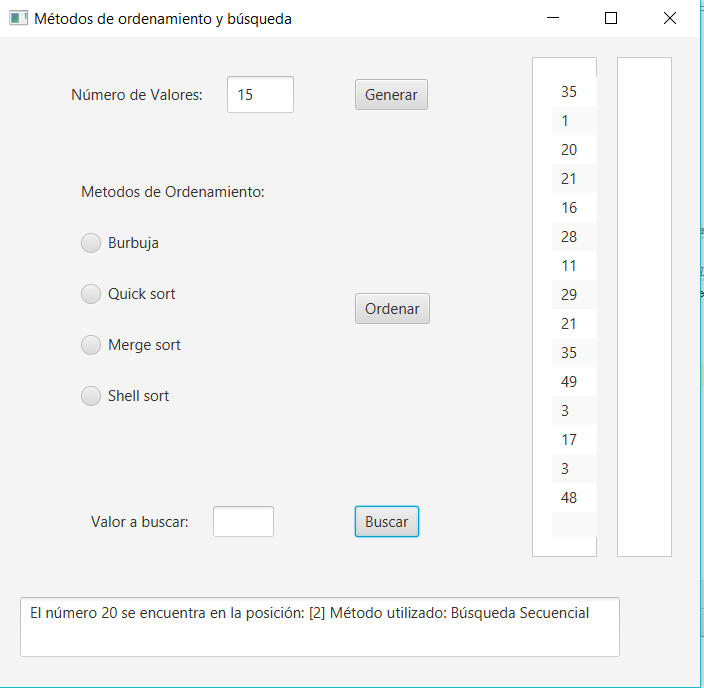 Métodos de ordenamiento y búsqueda
Número de Valores: 15 Generar
Metodos de Ordenamiento:
Burbuja
Quick sort
Ordenar
Merge sort
Shell sort
Valor a buscar: Buscar
35
1
20
21
16
28
11
29
21
35
49
3
17
3
48
El número 20 se encuentra en la posición: [2] Método utilizado: Búsqueda Secuencial